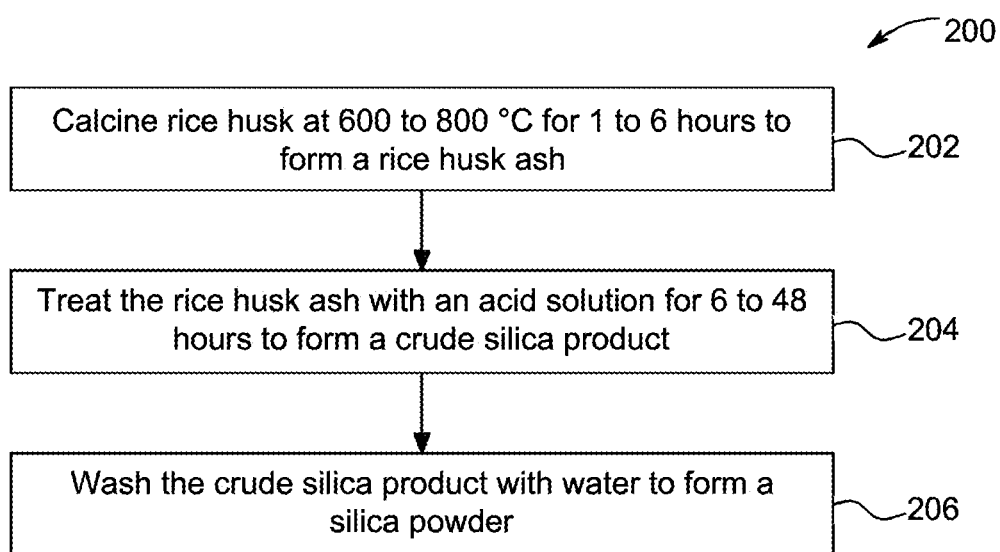 200
Calcine rice husk at 600 to 800 °C for 1 to 6 hours to
form a rice husk ash
202
Treat the rice husk ash with an acid solution for 6 to 48
hours to form a crude silica product
204
Wash the crude silica product with water to form a
silica powder
206